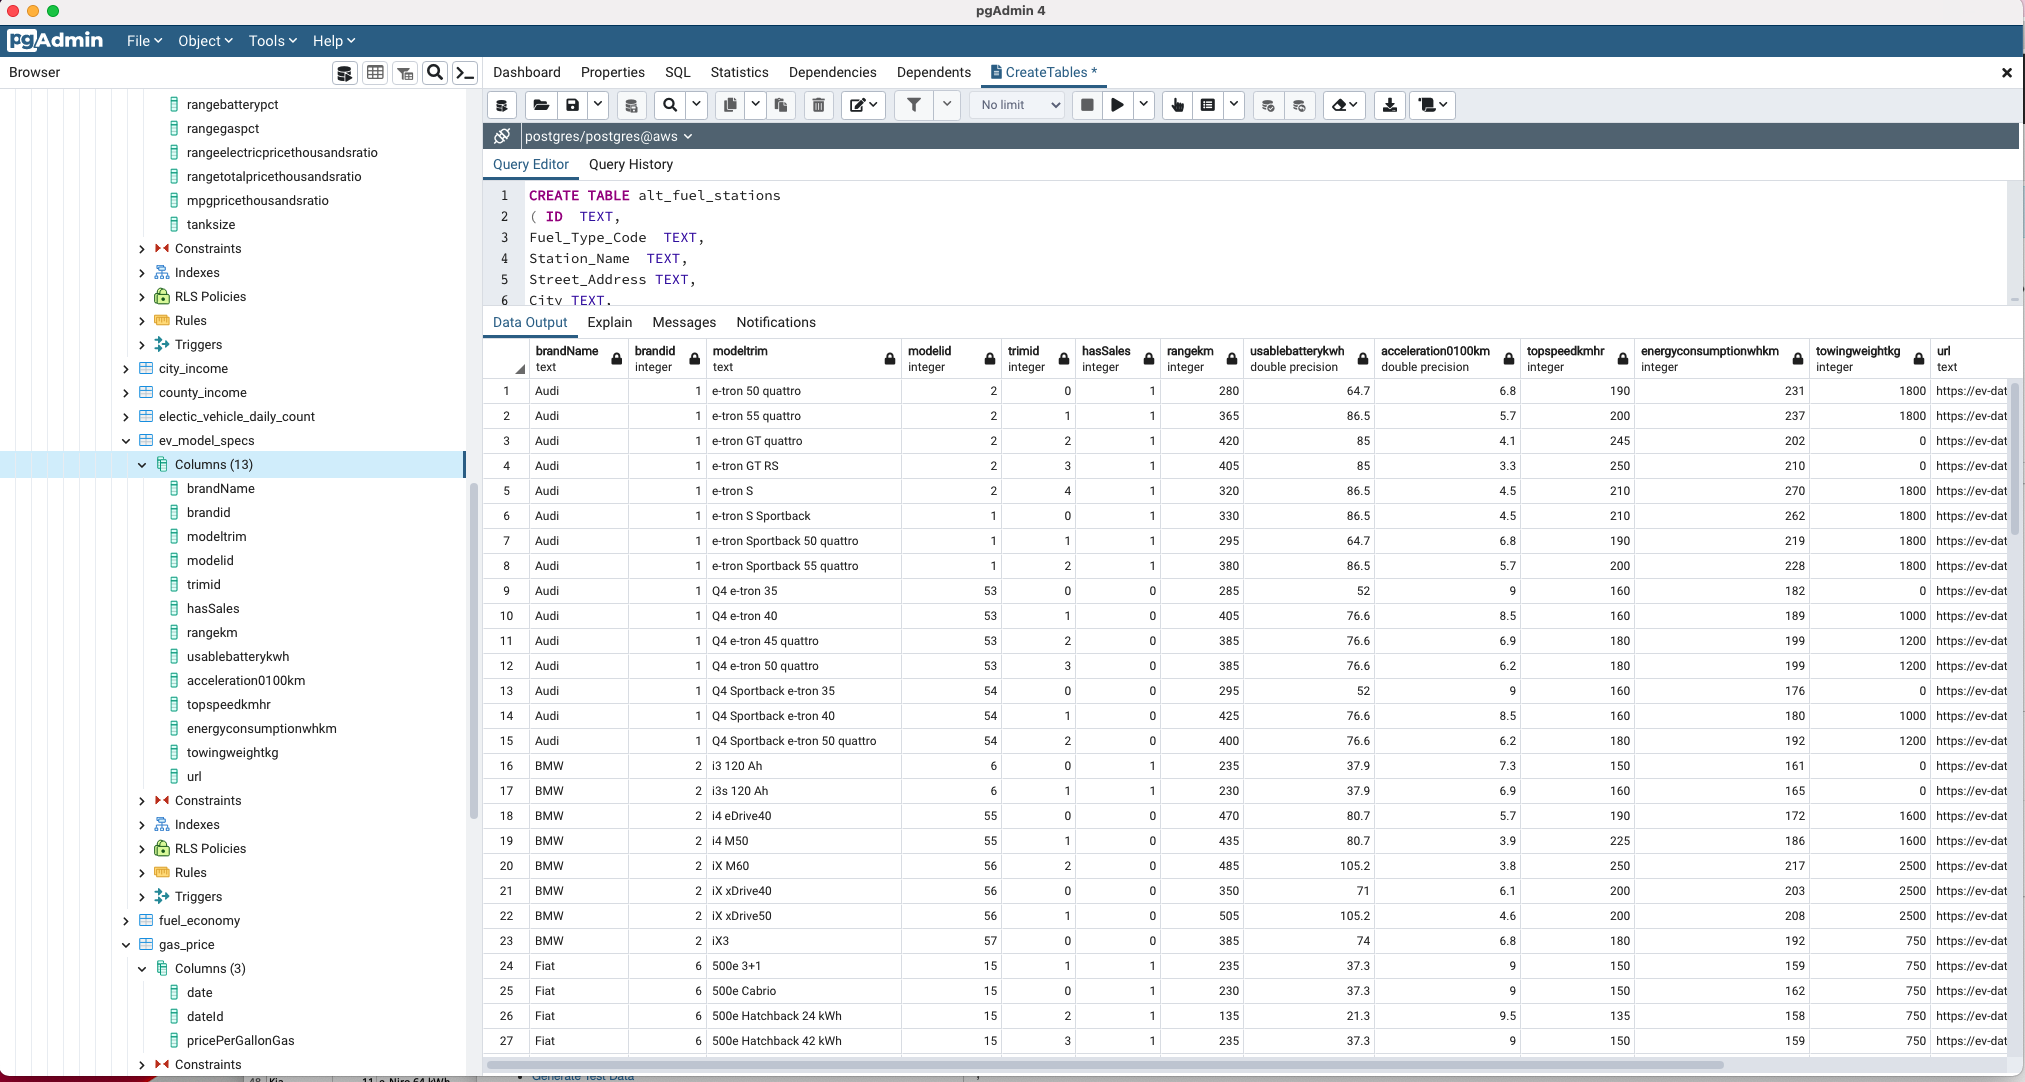 pgAdmin 4
pgAdmin File Object Tools Help
Browser
Dashboard Properties SQL Statistics Dependencies Dependents CreateTables *
No limit
postgres/postgres@aws
Query Editor Query History
1 CREATE TABLE alt_fuel_stations
2 ( ID TEXT,
3 Fuel_Type_Code TEXT,
4 Station_Name TEXT,
5 Street_Address TEXT,
6 City TEXT,
Data Output Explain Messages Notifications
rangebatterypct
rangegaspct
rangeelectricpricethousandsratio
rangetotalpricethousandsratio
mpgpricethousandsratio
tanksize
Constraints
Indexes
RLS Policies
Rules
Triggers
city_income
county_income
electic_vehicle_daily_count
ev_model_specs
Columns (13)
brandName
brandid
modeltrim
modelid
trimid
hasSales
rangekm
usablebatterykwh
acceleration0100km
topspeedkmhr
energyconsumptionwhkm
towingweightkg
url
Constraints
Indexes
RLS Policies
Rules
Triggers
fuel_economy
gas_price
Columns (3)
date
dateId
pricePerGallonGas
Constraints
brandName brandid modeltrim modelid trimid hasSales rangekm usablebatterykwh acceleration0100km topspeedkmhr energyconsumptionwhkm towingweightkg url
text integer text integer integer integer integer double precision double precision integer integer integer text
1 Audi 1 e-tron 50 quattro 2 0 1 280 64.7 6.8 190 231 1800 https://ev-dat
2 Audi 1 e-tron 55 quattro 2 1 1 365 86.5 5.7 200 237 1800 https://ev-dat
3 Audi 1 e-tron GT quattro 2 2 1 420 85 4.1 245 202 0 https://ev-dat
4 Audi 1 e-tron GT RS 2 3 1 405 85 3.3 250 210 0 https://ev-dat
5 Audi 1 e-tron S 2 4 1 320 86.5 4.5 210 270 1800 https://ev-dat
6 Audi 1 e-tron S Sportback 1 0 1 330 86.5 4.5 210 262 1800 https://ev-dat
7 Audi 1 e-tron Sportback 50 quattro 1 1 1 295 64.7 6.8 190 219 1800 https://ev-dat
8 Audi 1 e-tron Sportback 55 quattro 1 2 1 380 86.5 5.7 200 228 1800 https://ev-dat
9 Audi 1 Q4 e-tron 35 53 0 0 285 52 9 160 182 0 https://ev-dat
10 Audi 1 Q4 e-tron 40 53 1 0 405 76.6 8.5 160 189 1000 https://ev-dat
11 Audi 1 Q4 e-tron 45 quattro 53 2 0 385 76.6 6.9 180 199 1200 https://ev-dat
12 Audi 1 Q4 e-tron 50 quattro 53 3 0 385 76.6 6.2 180 199 1200 https://ev-dat
13 Audi 1 Q4 Sportback e-tron 35 54 0 0 295 52 9 160 176 0 https://ev-dat
14 Audi 1 Q4 Sportback e-tron 40 54 1 0 425 76.6 8.5 160 180 1000 https://ev-dat
15 Audi 1 Q4 Sportback e-tron 50 quattro 54 2 0 400 76.6 6.2 180 192 1200 https://ev-dat
16 BMW 2 i3 120 Ah 6 0 1 235 37.9 7.3 150 161 0 https://ev-dat
17 BMW 2 i3s 120 Ah 6 1 1 230 37.9 6.9 160 165 0 https://ev-dat
18 BMW 2 i4 eDrive40 55 0 0 470 80.7 5.7 190 172 1600 https://ev-dat
19 BMW 2 i4 M50 55 1 0 435 80.7 3.9 225 186 1600 https://ev-dat
20 BMW 2 iX M60 56 2 0 485 105.2 3.8 250 217 2500 https://ev-dat
21 BMW 2 iX xDrive40 56 0 0 350 71 6.1 200 203 2500 https://ev-dat
22 BMW 2 iX xDrive50 56 1 0 505 105.2 4.6 200 208 2500 https://ev-dat
23 BMW 2 iX3 57 0 0 385 74 6.8 180 192 750 https://ev-dat
24 Fiat 6 500e 3+1 15 1 1 235 37.3 9 150 159 750 https://ev-dat
25 Fiat 6 500e Cabrio 15 0 1 230 37.3 9 150 162 750 https://ev-dat
26 Fiat 6 500e Hatchback 24 kWh 15 2 1 135 21.3 9.5 135 158 750 https://ev-dat
27 Fiat 6 500e Hatchback 42 kWh 15 3 1 235 37.3 9 150 159 750 https://ev-dat
Generate Test Data